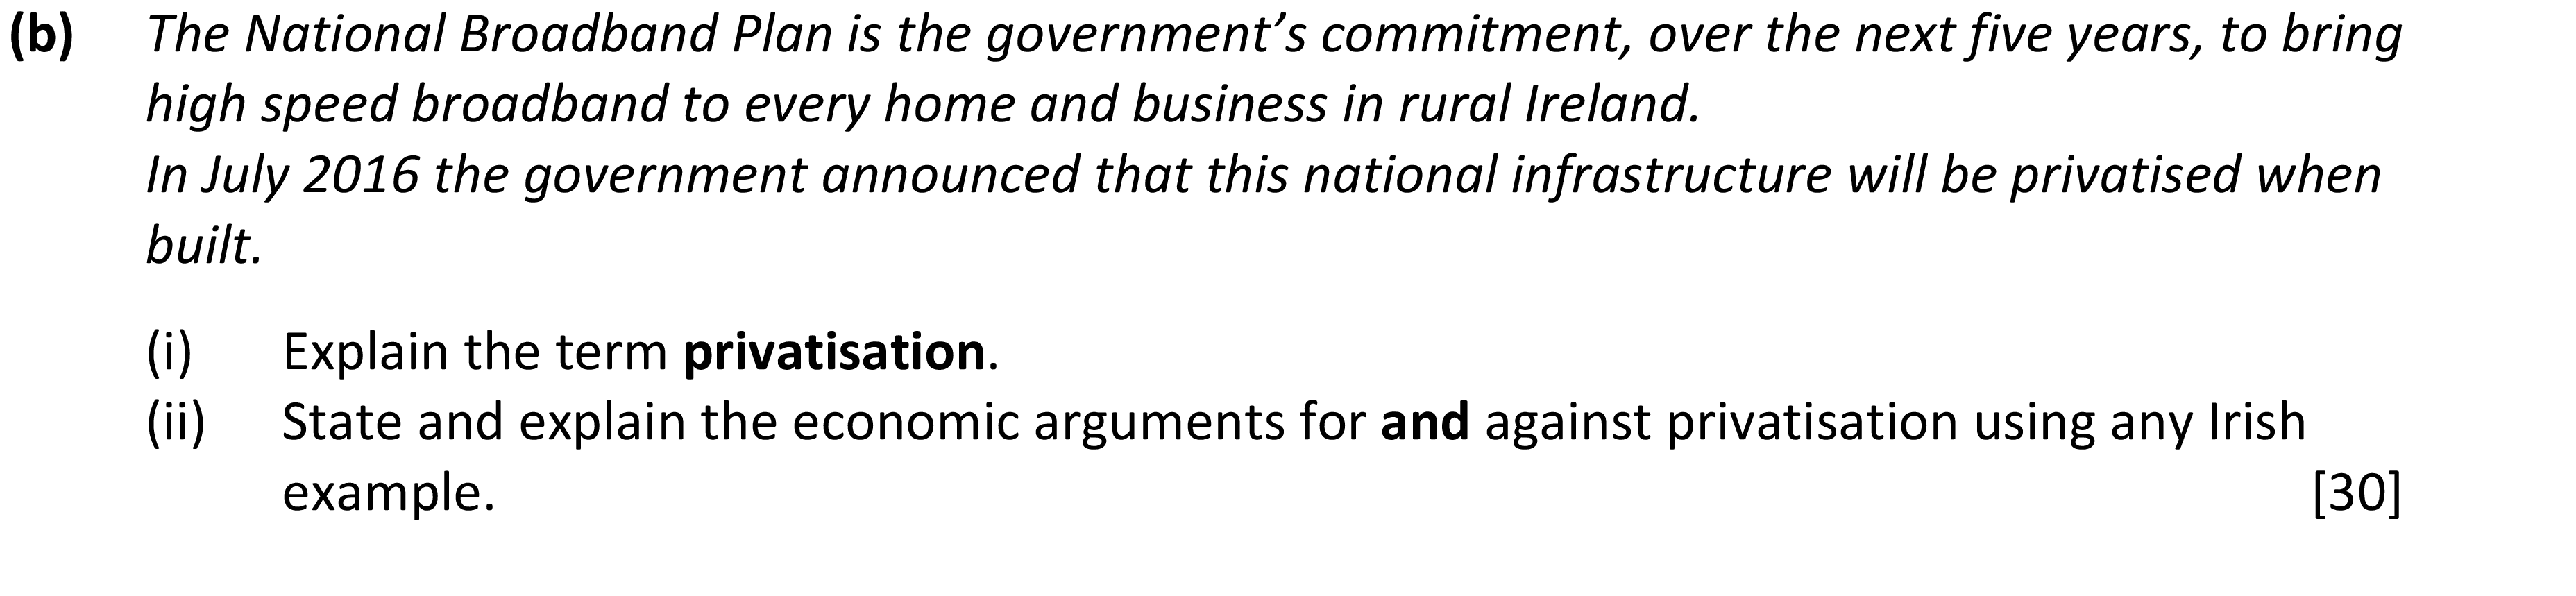 (b) The National Broadband Plan is the government’s commitment, over the next five years, to bring
high speed broadband to every home and business in rural Ireland.
In July 2016 the government announced that this national infrastructure will be privatised when
built.
(i) Explain the term privatisation.
(ii) State and explain the economic arguments for and against privatisation using any Irish
example. [30]